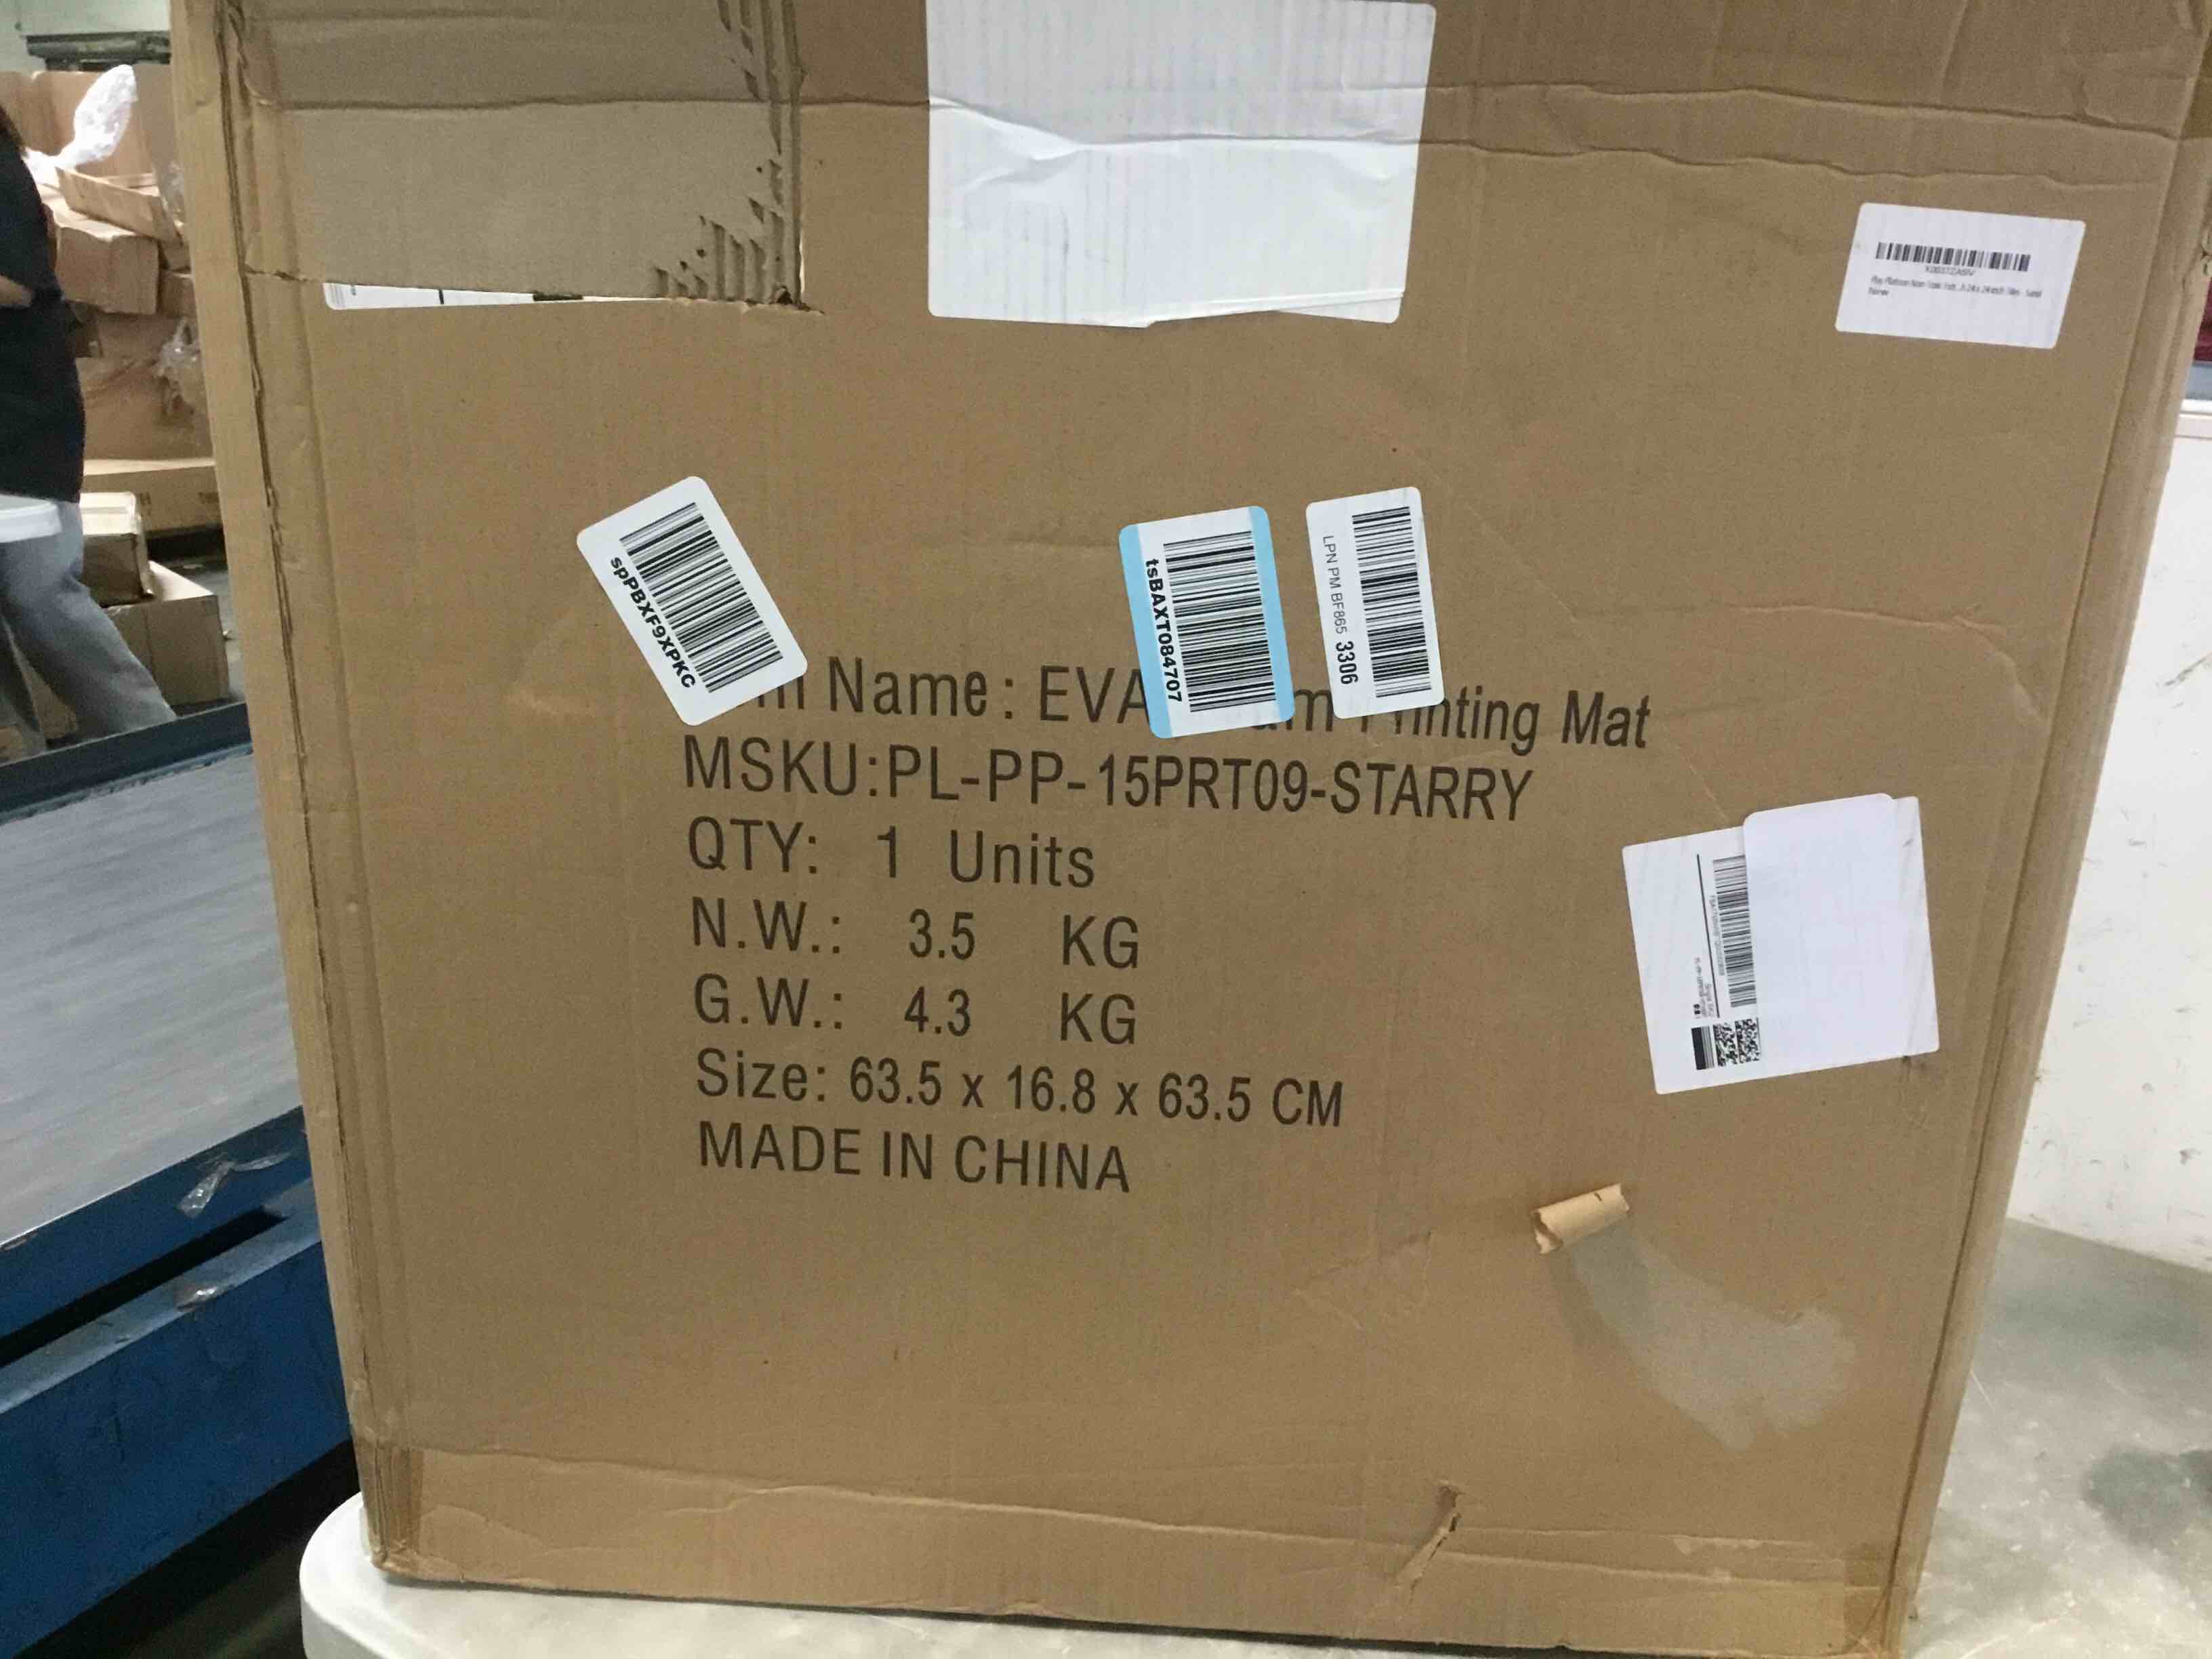 spPBXF9XPKC
tsBAXT084707
LPN PM BF865 3306
Name: EVA Printing Mat
MSKU:PL-PP-15PRT09-STARRY
QTY: 1 Units
N.W.: 3.5 KG
G.W.: 4.3 KG
Size: 63.5 x 16.8 x 63.5 CM
MADE IN CHINA